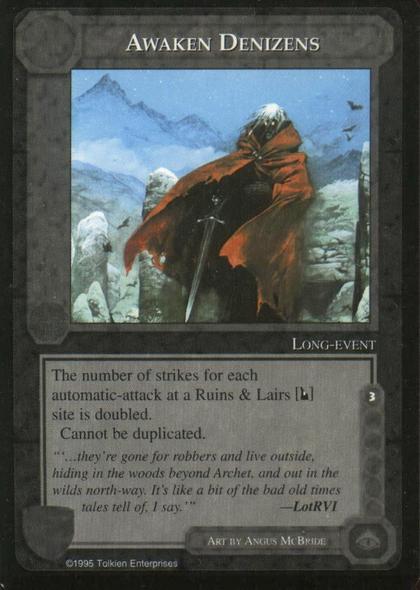 AWAKEN DENIZENS
LONG-EVENT
The number of strikes for each
automatic-attack at a Ruins & Lairs [ ]
site is doubled.
Cannot be duplicated.
"'...they're gone for robbers and live outside,
hiding in the woods beyond Archet, and out in the
wilds north-way. It's like a bit of the bad old times
tales tell of, I say.'" —LotRVI
3
ART BY ANGUS MCBRIDE
©1995 Tolkien Enterprises